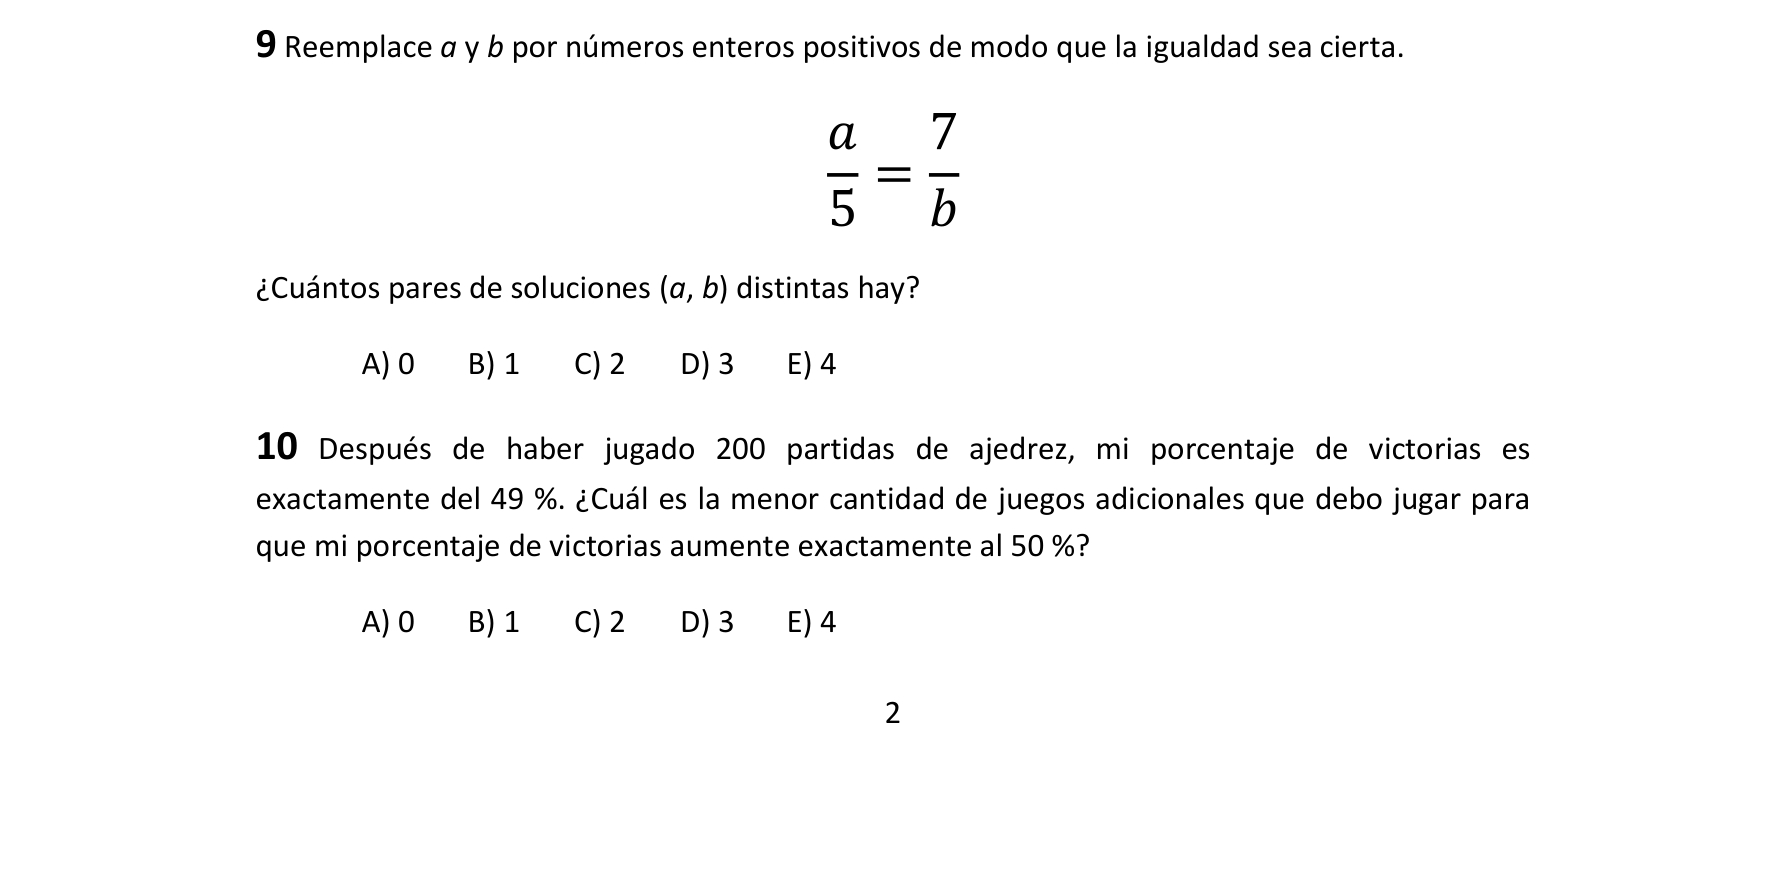 9 Reemplace a y b por números enteros positivos de modo que la igualdad sea cierta.
a/5 = 7/b
¿Cuántos pares de soluciones (a, b) distintas hay?
A) 0 B) 1 C) 2 D) 3 E) 4
10 Después de haber jugado 200 partidas de ajedrez, mi porcentaje de victorias es
exactamente del 49 %. ¿Cuál es la menor cantidad de juegos adicionales que debo jugar para
que mi porcentaje de victorias aumente exactamente al 50 %?
A) 0 B) 1 C) 2 D) 3 E) 4
2